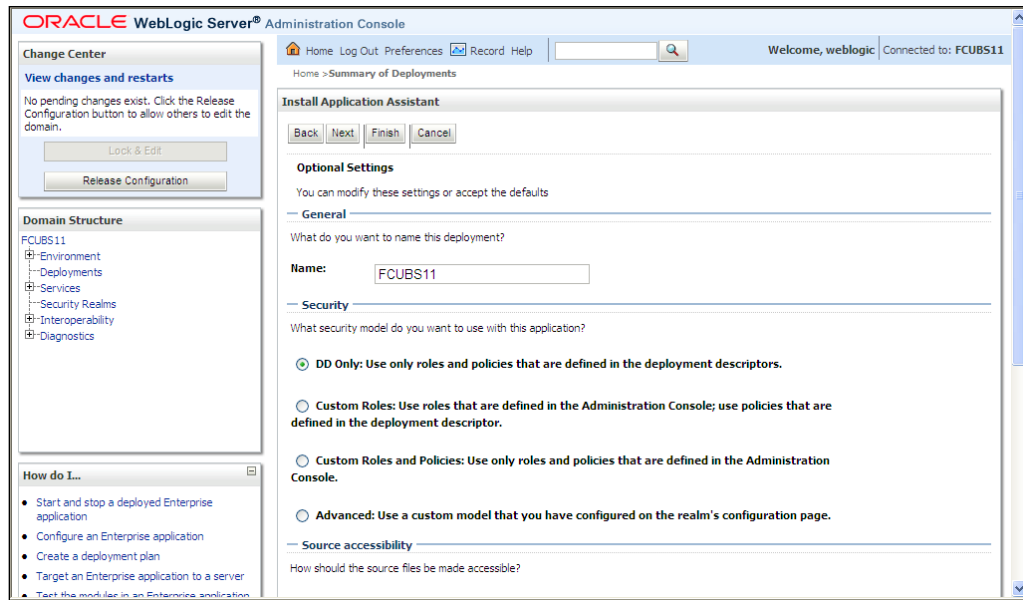 ORACLE WebLogic Server® Administration Console
Change Center
View changes and restarts
No pending changes exist. Click the Release
Configuration button to allow others to edit the
domain.
Lock & Edit
Release Configuration
Domain Structure
FCUBS11
Environment
Deployments
Services
Security Realms
Interoperability
Diagnostics
How do I...
Start and stop a deployed Enterprise
application
Configure an Enterprise application
Create a deployment plan
Target an Enterprise application to a server
Test the modules in an Enterprise application
Home Log Out Preferences Record Help
Welcome, weblogic Connected to: FCUBS11
Home >Summary of Deployments
Install Application Assistant
Back Next Finish Cancel
Optional Settings
You can modify these settings or accept the defaults
General
What do you want to name this deployment?
Name: FCUBS11
Security
What security model do you want to use with this application?
DD Only: Use only roles and policies that are defined in the deployment descriptors.
Custom Roles: Use roles that are defined in the Administration Console; use policies that are
defined in the deployment descriptor.
Custom Roles and Policies: Use only roles and policies that are defined in the Administration
Console.
Advanced: Use a custom model that you have configured on the realm's configuration page.
Source accessibility
How should the source files be made accessible?